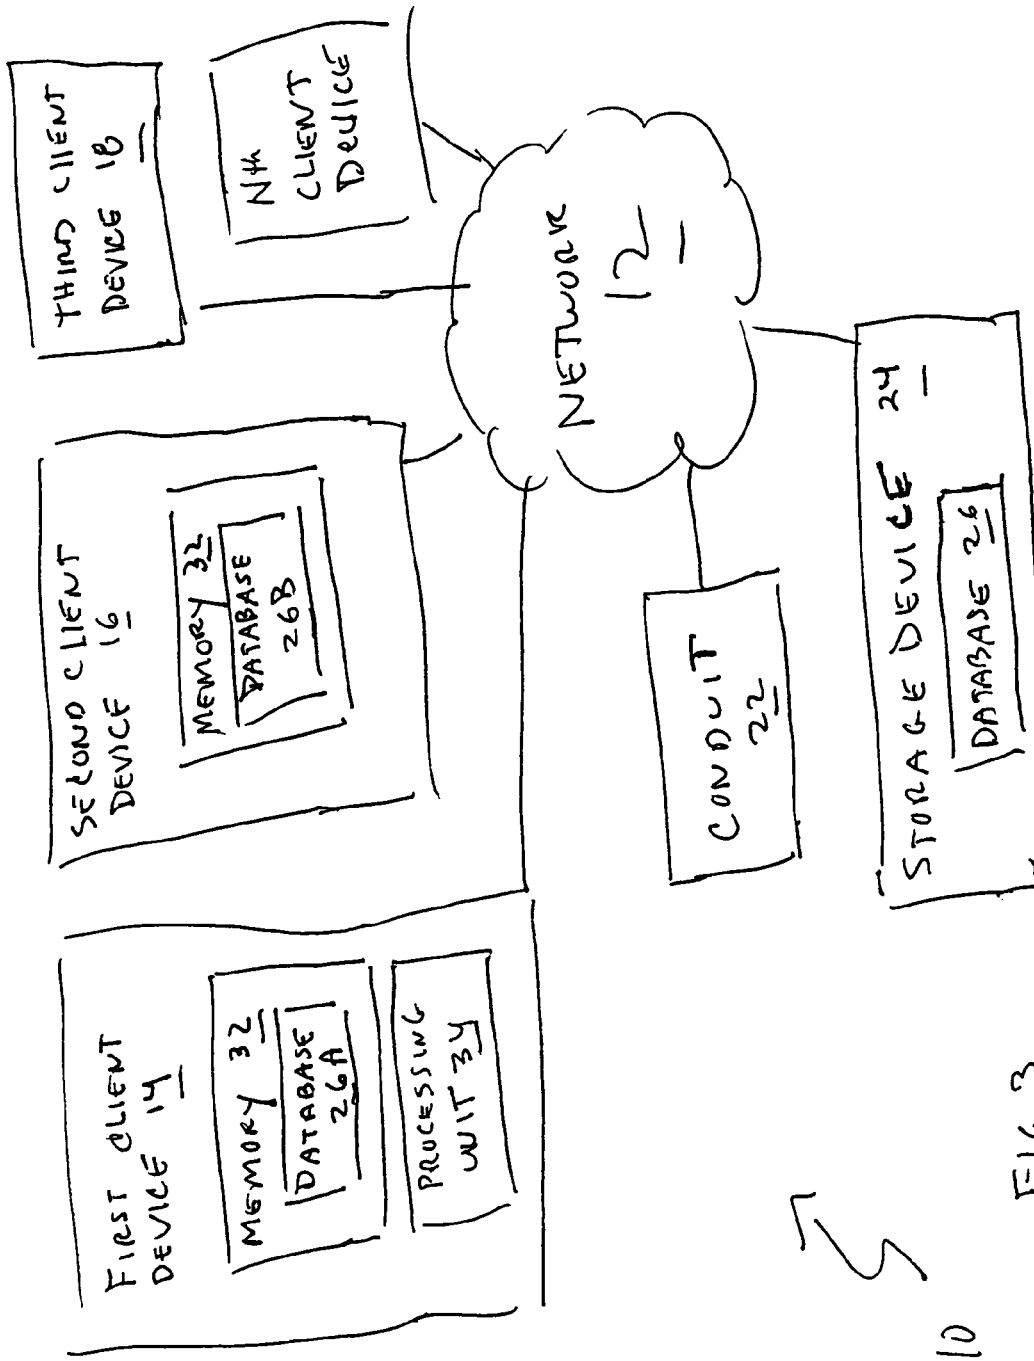 FIRST CLIENT
DEVICE 14
MEMORY 32
DATABASE
26A
PROCESSING
UNIT 34
SECOND CLIENT
DEVICE 16
MEMORY 32
DATABASE
26B
THIRD CLIENT
DEVICE 18
Nth
CLIENT
DEVICE
NETWORK
12
CONDUIT
22
STORAGE DEVICE 24
DATABASE 26
10
FIG. 3